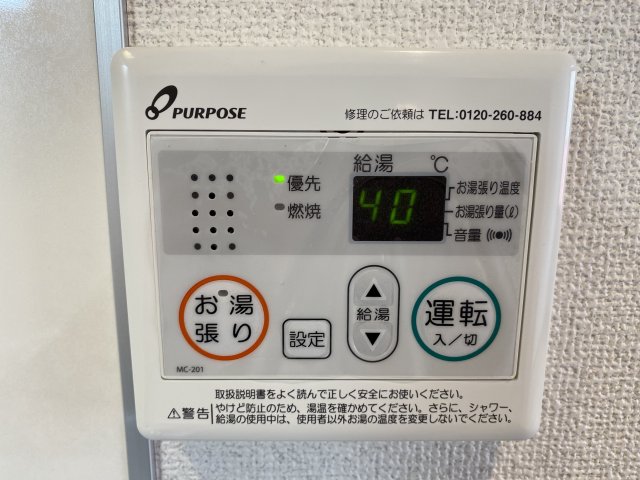 PURPOSE
修理のご依頼は TEL:0120-260-884
給湯 ℃
優先
燃焼
40
お湯張り温度
お湯張り量(ℓ)
音量
お湯張り
設定
給湯
運転
入/切
MC-201
取扱説明書をよく読んで正しく安全にお使いください。
⚠警告
やけど防止のため、湯温を確かめてください。さらに、シャワー、
給湯の使用中は、使用者以外お湯の温度を変更しないでください。